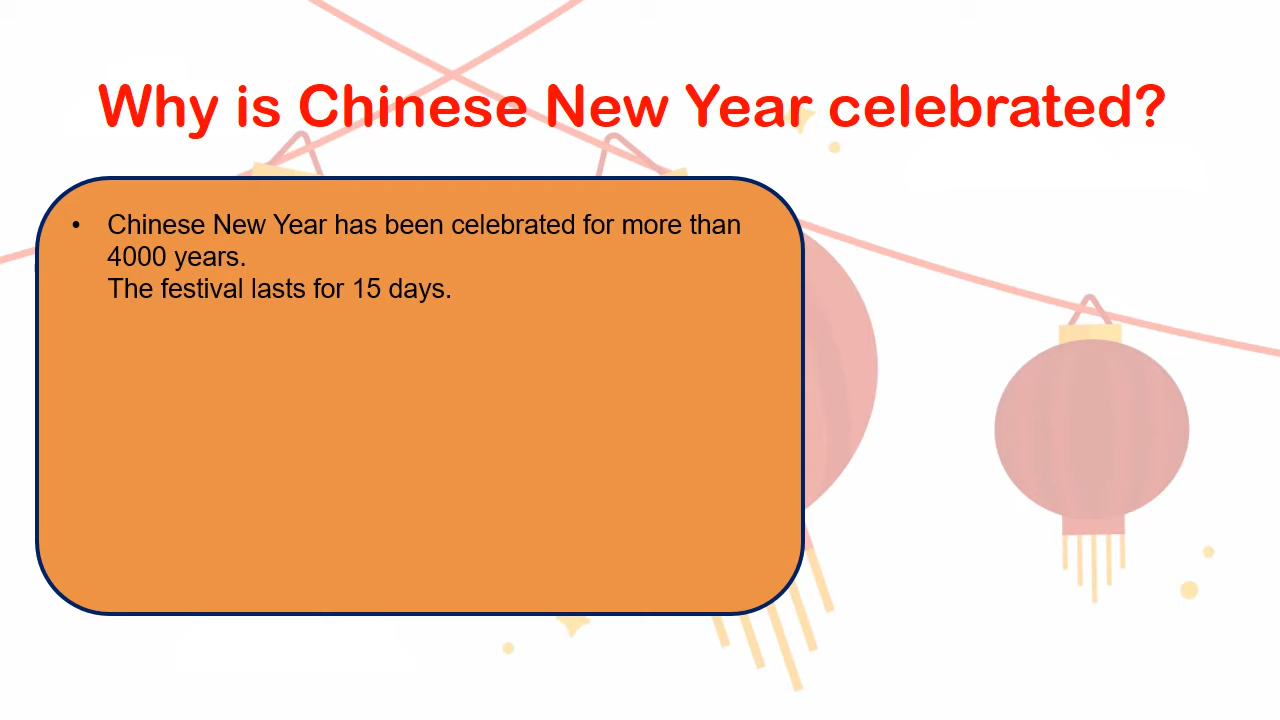 Why is Chinese New Year celebrated?
• Chinese New Year has been celebrated for more than
4000 years.
The festival lasts for 15 days.